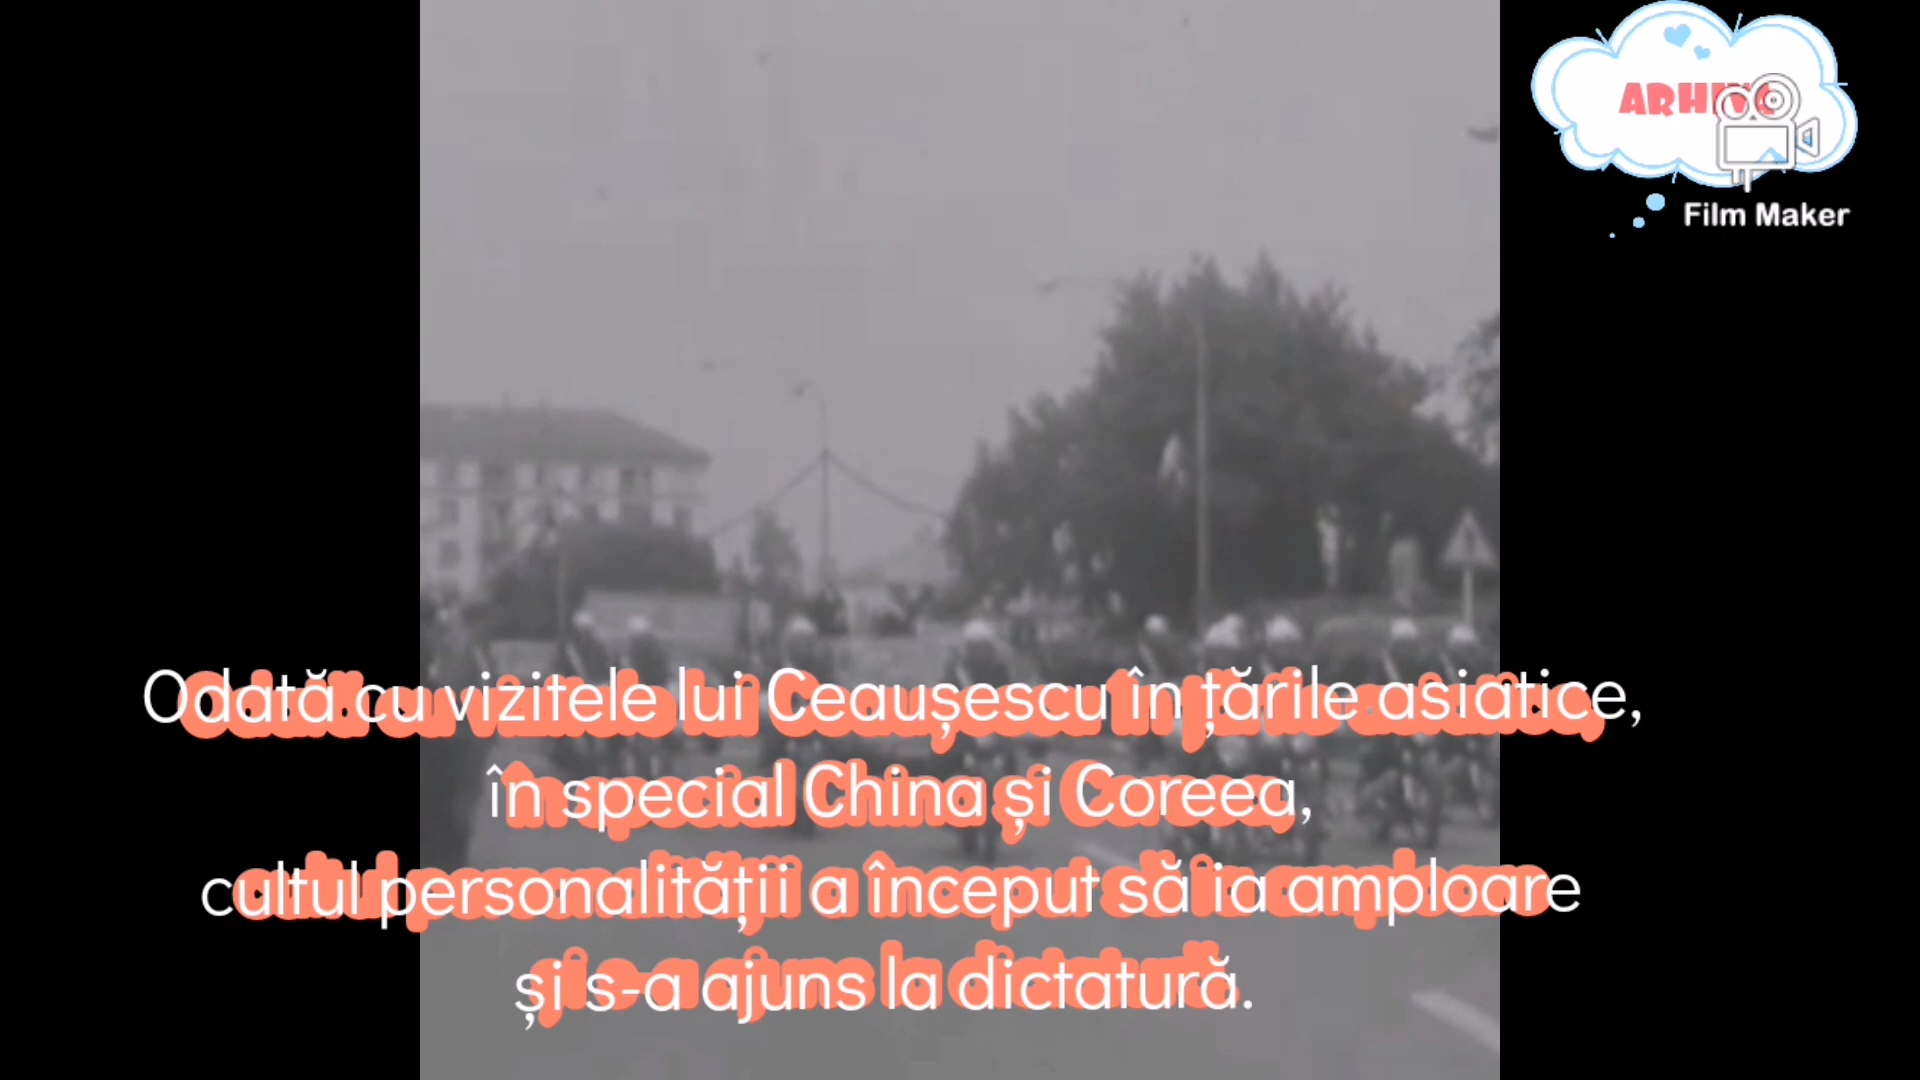 ARHIVA
Film Maker
Odată cu vizitele lui Ceaușescu în țările asiatice,
în special China și Coreea,
cultul personalității a început să ia amploare
și s-a ajuns la dictatură.